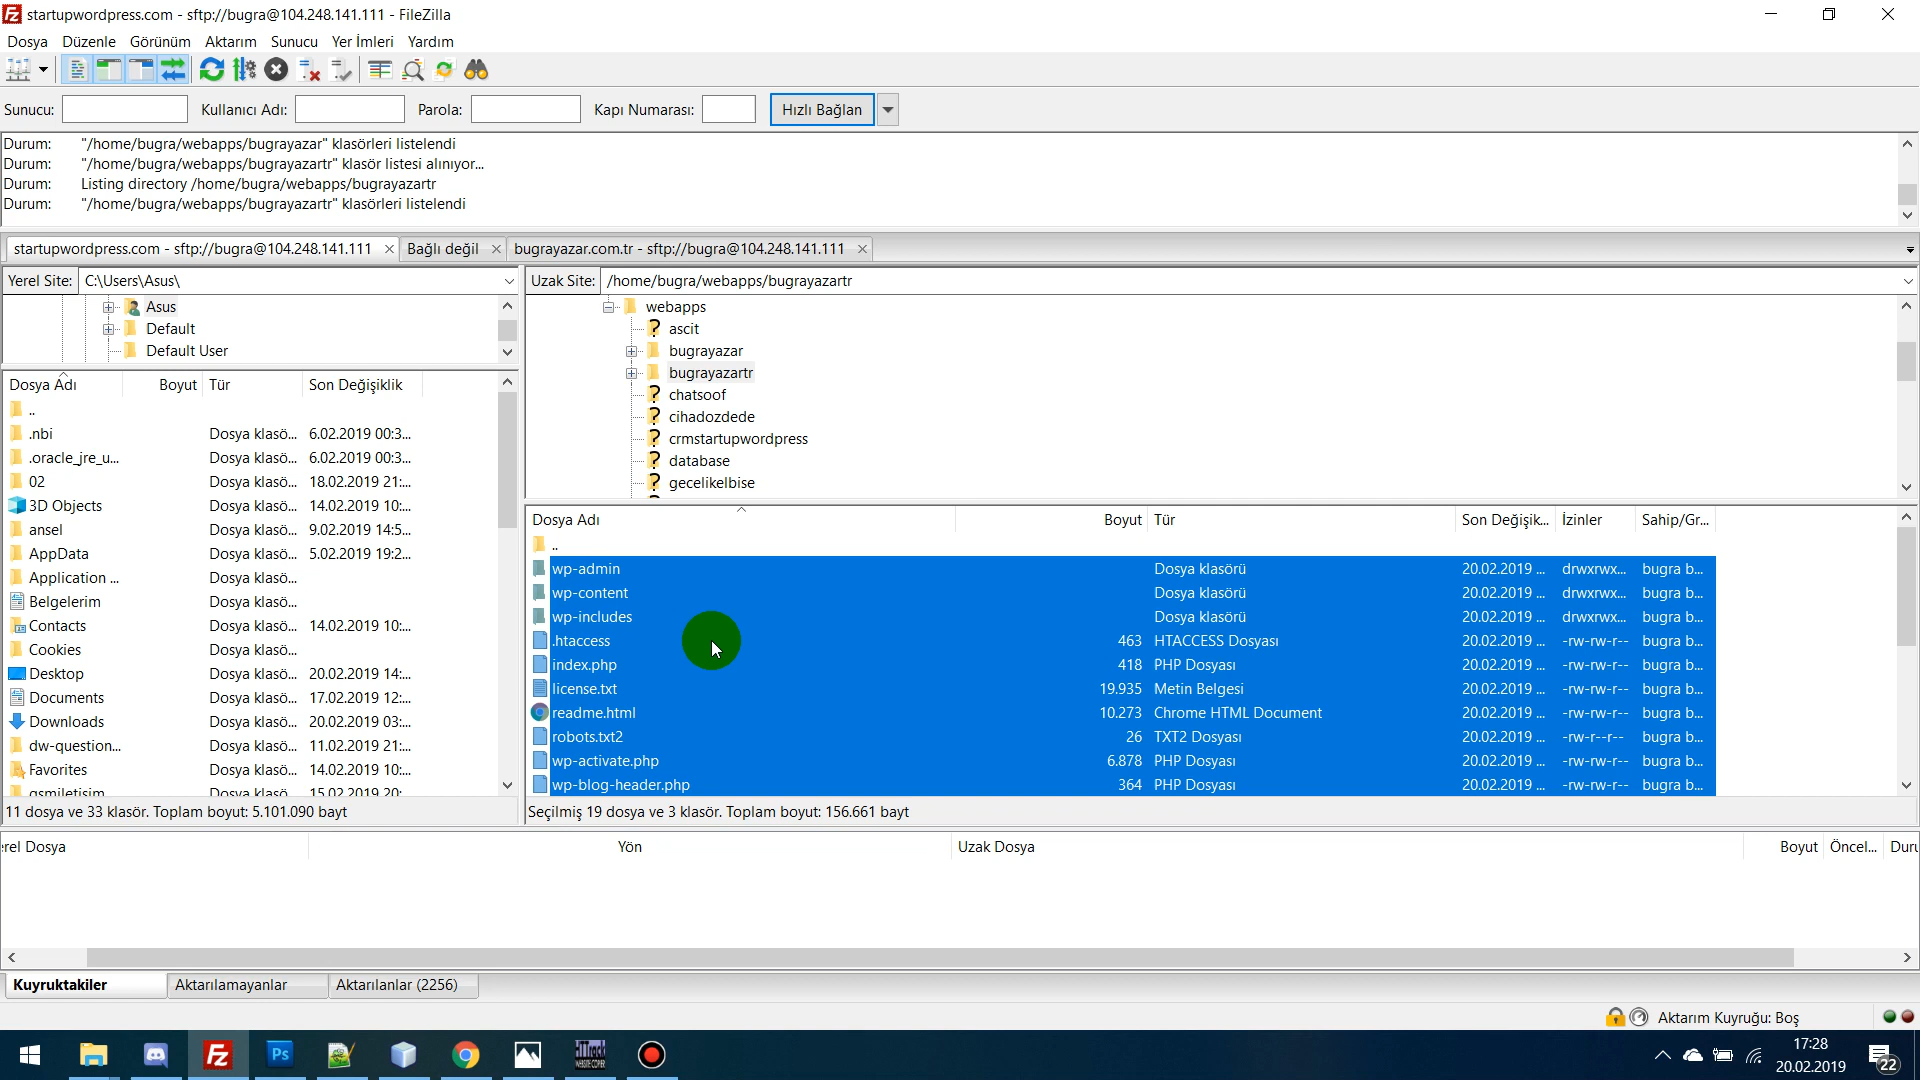 startupwordpress.com - sftp://bugra@104.248.141.111 - FileZilla
Dosya Düzenle Görünüm Aktarım Sunucu Yer İmleri Yardım
Sunucu: Kullanıcı Adı: Parola: Kapı Numarası: Hızlı Bağlan
Durum: "/home/bugra/webapps/bugrayazar" klasörleri listelendi
Durum: "/home/bugra/webapps/bugrayazartr" klasör listesi alınıyor...
Durum: Listing directory /home/bugra/webapps/bugrayazartr
Durum: "/home/bugra/webapps/bugrayazartr" klasörleri listelendi
startupwordpress.com - sftp://bugra@104.248.141.111 Bağlı değil bugrayazar.com.tr - sftp://bugra@104.248.141.111
Yerel Site: C:\Users\Asus\
Asus
Default
Default User
Dosya Adı Boyut Tür Son Değişiklik
..
.nbi Dosya klasö... 6.02.2019 00:3...
.oracle_jre_u... Dosya klasö... 6.02.2019 00:3...
02 Dosya klasö... 18.02.2019 21:...
3D Objects Dosya klasö... 14.02.2019 10:...
ansel Dosya klasö... 9.02.2019 14:5...
AppData Dosya klasö... 5.02.2019 19:2...
Application ... Dosya klasö...
Belgelerim Dosya klasö...
Contacts Dosya klasö... 14.02.2019 10:...
Cookies Dosya klasö...
Desktop Dosya klasö... 20.02.2019 14:...
Documents Dosya klasö... 17.02.2019 12:...
Downloads Dosya klasö... 20.02.2019 03:...
dw-question... Dosya klasö... 11.02.2019 21:...
Favorites Dosya klasö... 14.02.2019 10:...
gsmiletisim Dosya klasö... 15.02.2019 20:...
11 dosya ve 33 klasör. Toplam boyut: 5.101.090 bayt
Uzak Site: /home/bugra/webapps/bugrayazartr
webapps
ascit
bugrayazar
bugrayazartr
chatsoof
cihadozdede
crmstartupwordpress
database
gecelikelbise
Dosya Adı Boyut Tür Son Değişik... İzinler Sahip/Gr...
..
wp-admin Dosya klasörü 20.02.2019 ... drwxrwx... bugra b...
wp-content Dosya klasörü 20.02.2019 ... drwxrwx... bugra b...
wp-includes Dosya klasörü 20.02.2019 ... drwxrwx... bugra b...
.htaccess 463 HTACCESS Dosyası 20.02.2019 ... -rw-rw-r-- bugra b...
index.php 418 PHP Dosyası 20.02.2019 ... -rw-rw-r-- bugra b...
license.txt 19.935 Metin Belgesi 20.02.2019 ... -rw-rw-r-- bugra b...
readme.html 10.273 Chrome HTML Document 20.02.2019 ... -rw-rw-r-- bugra b...
robots.txt2 26 TXT2 Dosyası 20.02.2019 ... -rw-r--r-- bugra b...
wp-activate.php 6.878 PHP Dosyası 20.02.2019 ... -rw-rw-r-- bugra b...
wp-blog-header.php 364 PHP Dosyası 20.02.2019 ... -rw-rw-r-- bugra b...
Seçilmiş 19 dosya ve 3 klasör. Toplam boyut: 156.661 bayt
rel Dosya Yön Uzak Dosya Boyut Öncel... Duru
Kuyruktakiler Aktarılamayanlar Aktarılanlar (2256)
Aktarım Kuyruğu: Boş
Ps
17:28
20.02.2019
22